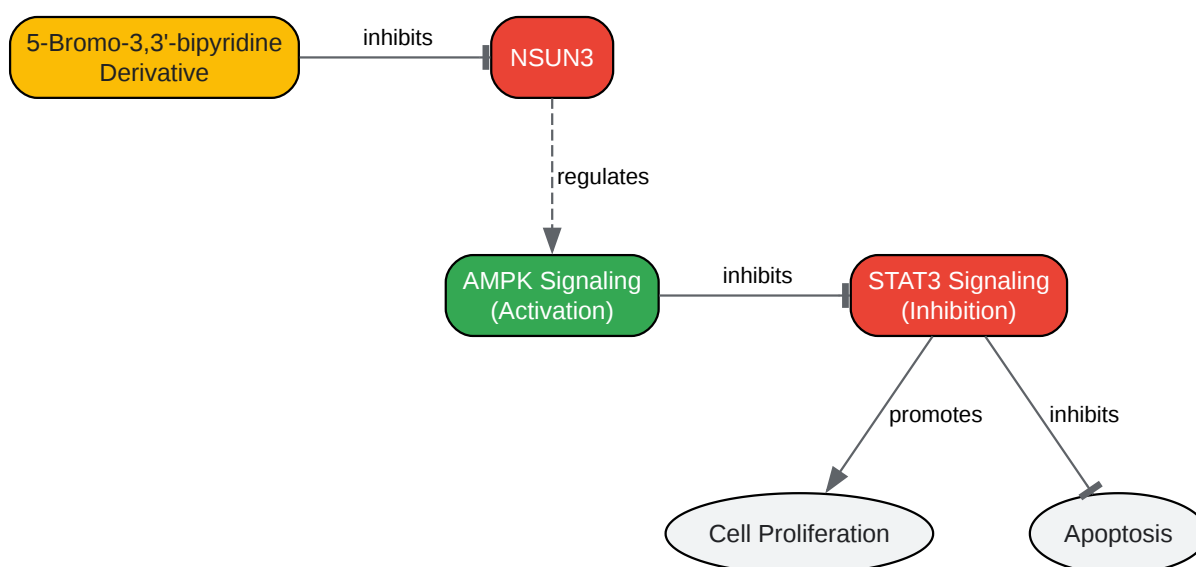 5-Bromo-3,3'-bipyridine
Derivative
inhibits
NSUN3
regulates
AMPK Signaling
(Activation)
inhibits
STAT3 Signaling
(Inhibition)
promotes
inhibits
Cell Proliferation
Apoptosis